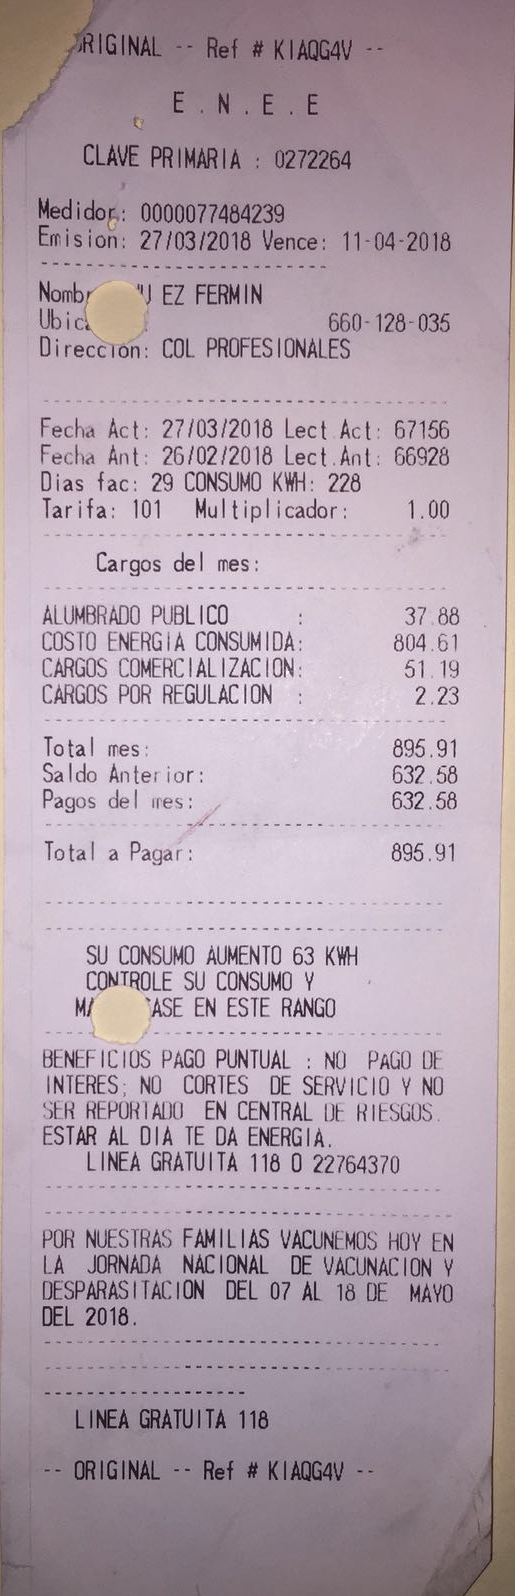 ORIGINAL -- Ref # KIAQG4V --
E.N.E.E
CLAVE PRIMARIA : 0272264
Medidor: 0000077484239
Emision: 27/03/2018 Vence: 11-04-2018
EZ FERMIN
660-128-035
Direccion: COL PROFESIONALES
Fecha Act: 27/03/2018 Lect.Act: 67156
Fecha Ant: 26/02/2018 Lect.Ant: 66928
Dias fac: 29 CONSUMO KWH: 228
Tarifa: 101 Multiplicador: 1.00
Cargos del mes:
ALUMBRADO PUBLICO : 37.88
COSTO ENERGIA CONSUMIDA: 804.61
CARGOS COMERCIALIZACION: 51.19
CARGOS POR REGULACION : 2.23
Total mes: 895.91
Saldo Anterior: 632.58
Pagos del mes: 632.58
Total a Pagar: 895.91
SU CONSUMO AUMENTO 63 KWH
CONTROLE SU CONSUMO Y
EN ESTE RANGO
BENEFICIOS PAGO PUNTUAL : NO PAGO DE
INTERES; NO CORTES DE SERVICIO Y NO
SER REPORTADO EN CENTRAL DE RIESGOS.
ESTAR AL DIA TE DA ENERGIA.
LINEA GRATUITA 118 O 22764370
POR NUESTRAS FAMILIAS VACUNEMOS HOY EN
LA JORNADA NACIONAL DE VACUNACION Y
DESPARASITACION DEL 07 AL 18 DE MAYO
DEL 2018.
LINEA GRATUITA 118
-- ORIGINAL -- Ref # KIAQG4V --